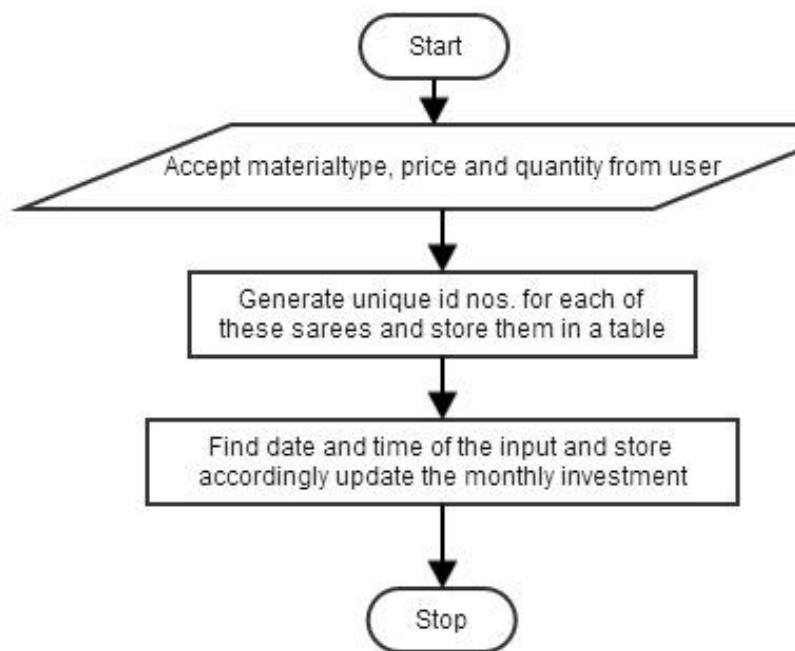 Start
Accept materialtype, price and quantity from user
Generate unique id nos. for each of
these sarees and store them in a table
Find date and time of the input and store
accordingly update the monthly investment
Stop